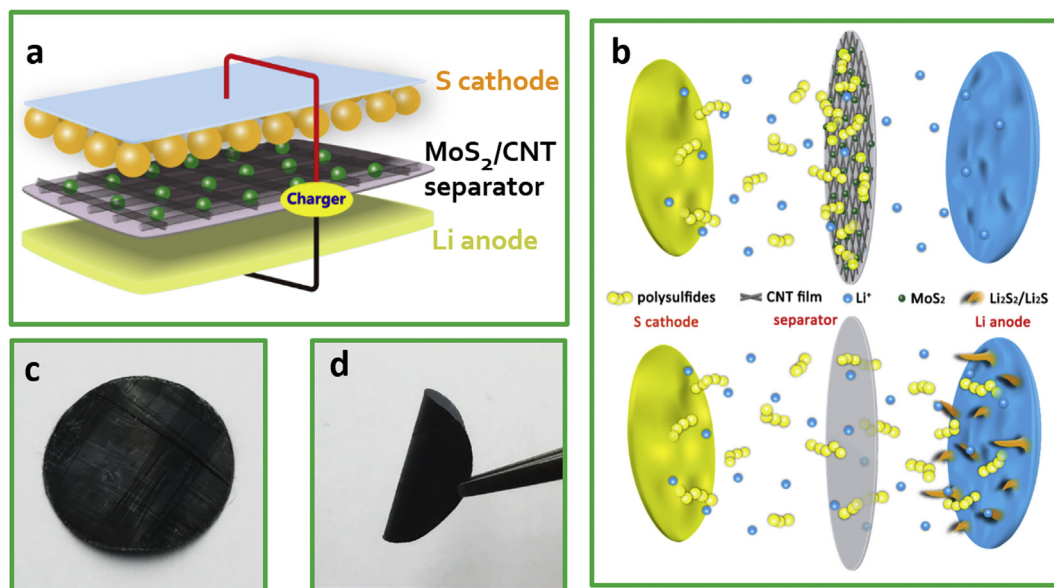 a
S cathode
MoS₂/CNT
separator
Charger
Li anode
b
polysulfides CNT film Li⁺ MoS₂ Li₂S₂/Li₂S
S cathode separator Li anode
c
d